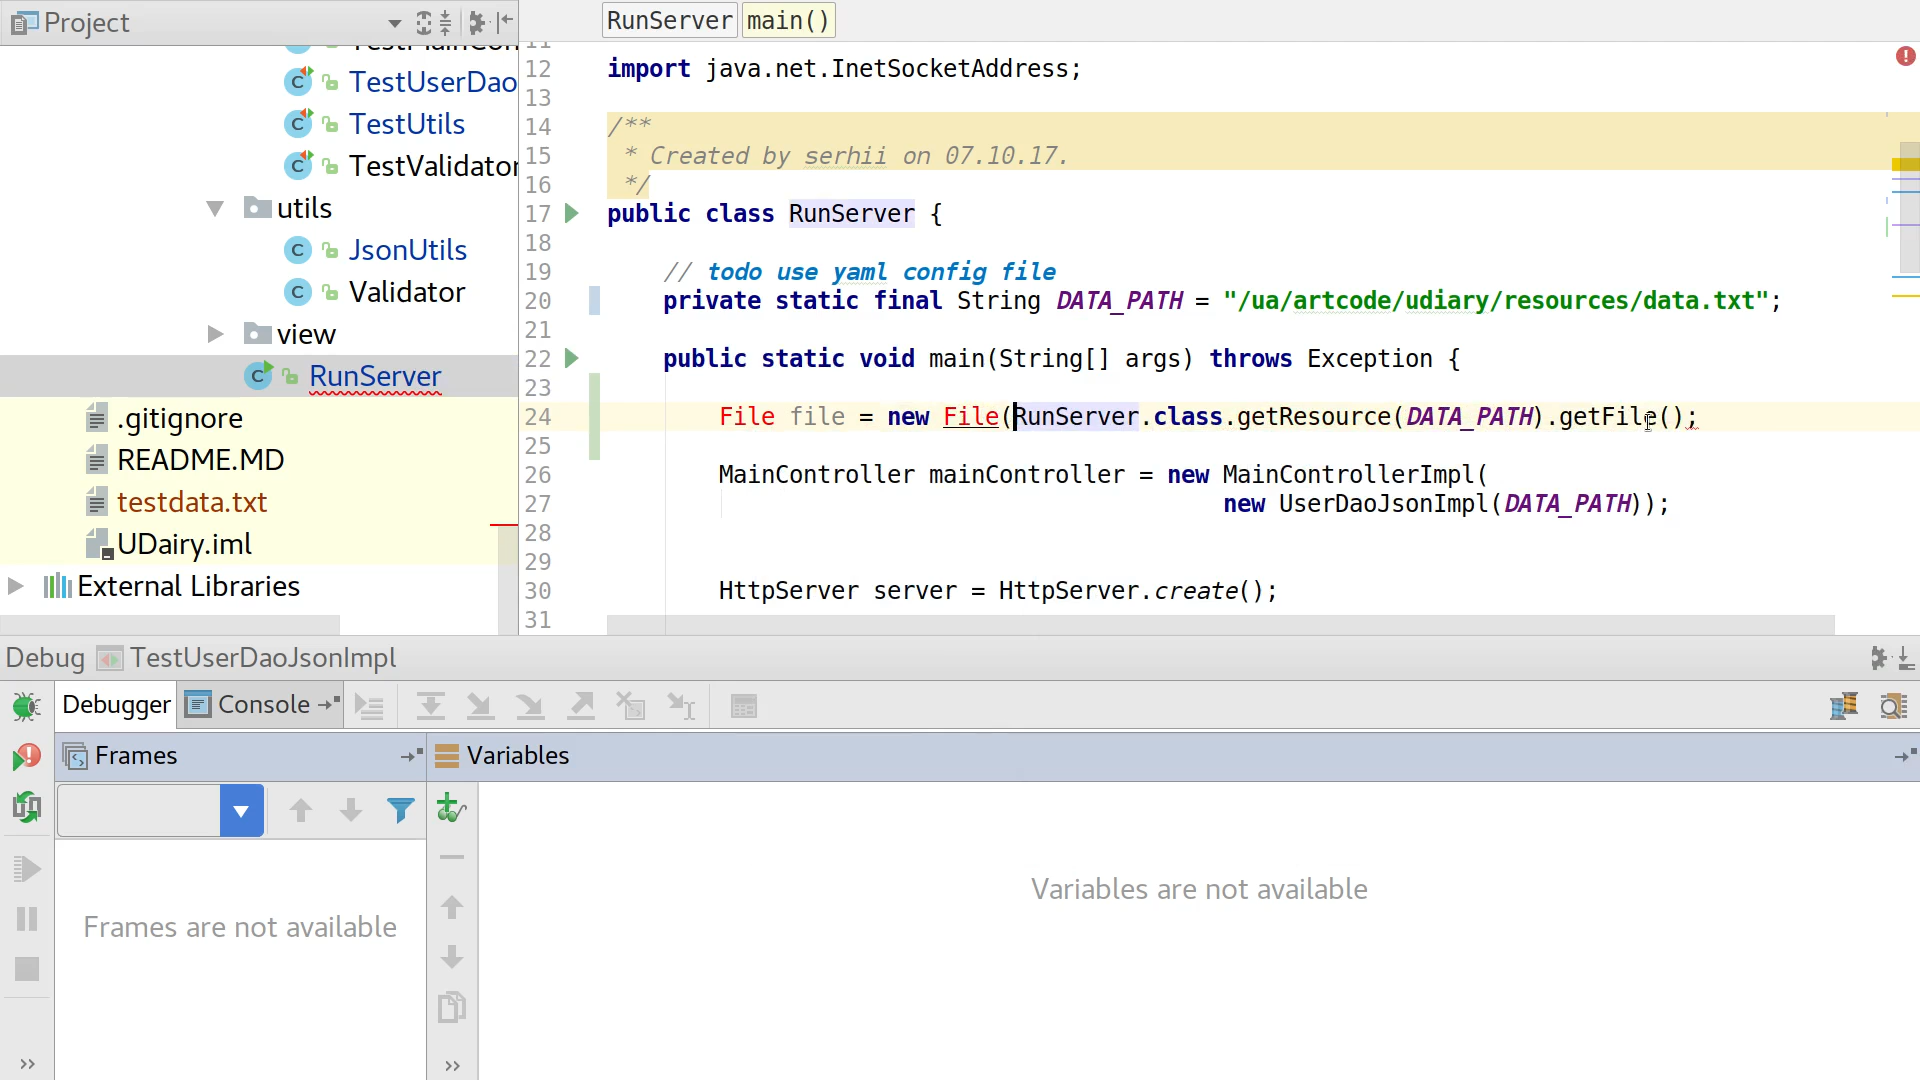 Project
RunServer main()
11
12 import java.net.InetSocketAddress;
13
14 /**
15 * Created by serhii on 07.10.17.
16 */
17 public class RunServer {
18
19 // todo use yaml config file
20 private static final String DATA_PATH = "/ua/artcode/udiary/resources/data.txt";
21
22 public static void main(String[] args) throws Exception {
23
24 File file = new File(RunServer.class.getResource(DATA_PATH).getFile();
25
26 MainController mainController = new MainControllerImpl(
27 new UserDaoJsonImpl(DATA_PATH));
28
29
30 HttpServer server = HttpServer.create();
31
TestUserDao
TestUtils
TestValidator
utils
JsonUtils
Validator
view
RunServer
.gitignore
README.MD
testdata.txt
UDairy.iml
External Libraries
Debug TestUserDaoJsonImpl
Debugger Console
Frames Variables
Frames are not available
Variables are not available